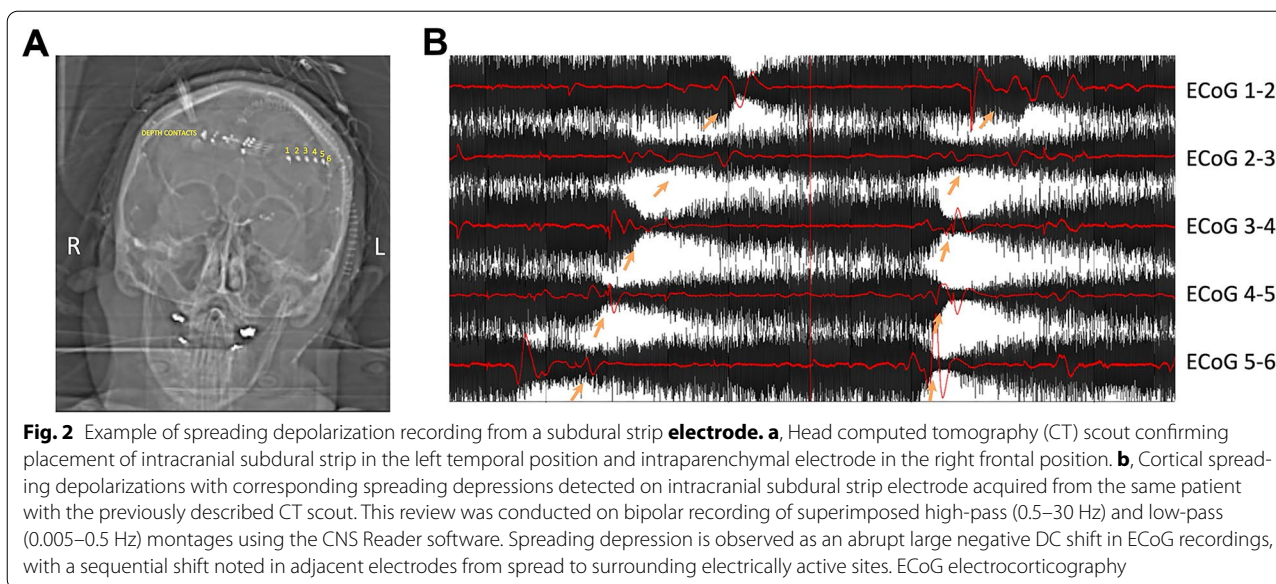 A
B
DEPTH CONTACTS
1 2 3 4 5 6
R
L
ECoG 1-2
ECoG 2-3
ECoG 3-4
ECoG 4-5
ECoG 5-6
Fig. 2 Example of spreading depolarization recording from a subdural strip electrode. a, Head computed tomography (CT) scout confirming
placement of intracranial subdural strip in the left temporal position and intraparenchymal electrode in the right frontal position. b, Cortical spread-
ing depolarizations with corresponding spreading depressions detected on intracranial subdural strip electrode acquired from the same patient
with the previously described CT scout. This review was conducted on bipolar recording of superimposed high-pass (0.5–30 Hz) and low-pass
(0.005–0.5 Hz) montages using the CNS Reader software. Spreading depression is observed as an abrupt large negative DC shift in ECoG recordings,
with a sequential shift noted in adjacent electrodes from spread to surrounding electrically active sites. ECoG electrocorticography